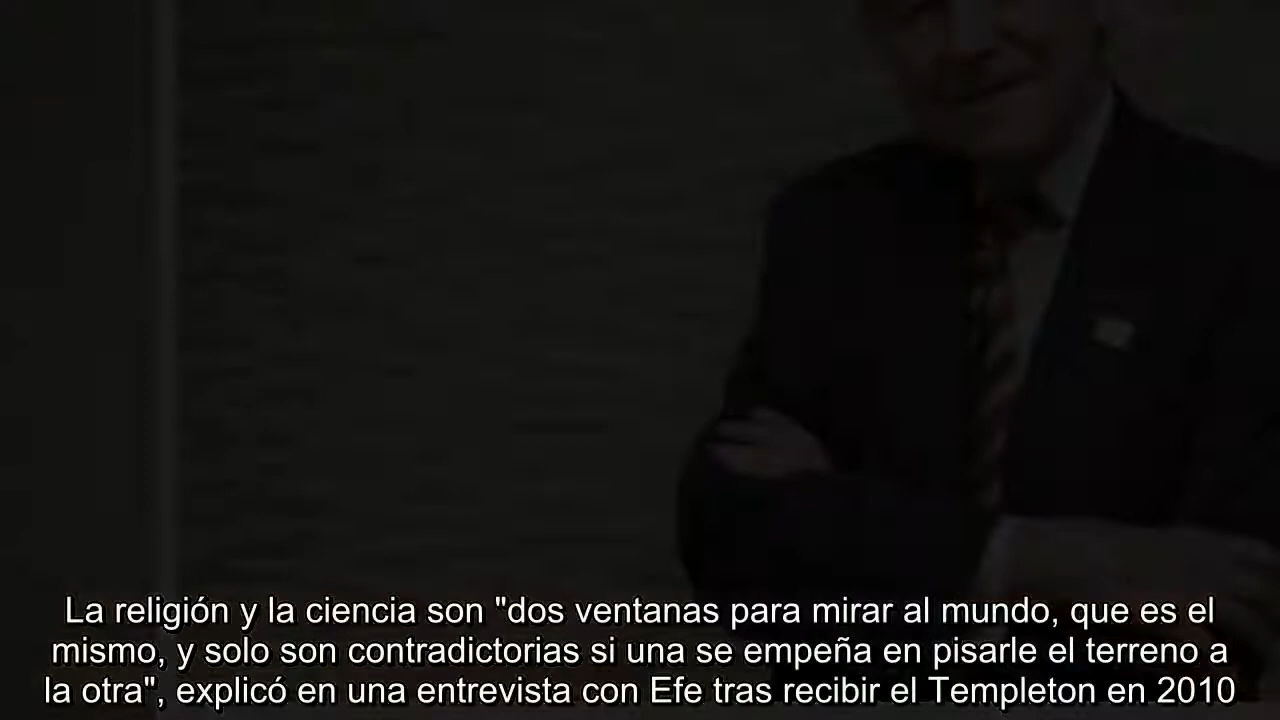 La religión y la ciencia son "dos ventanas para mirar al mundo, que es el
mismo, y solo son contradictorias si una se empeña en pisarle el terreno a
la otra", explicó en una entrevista con Efe tras recibir el Templeton en 2010